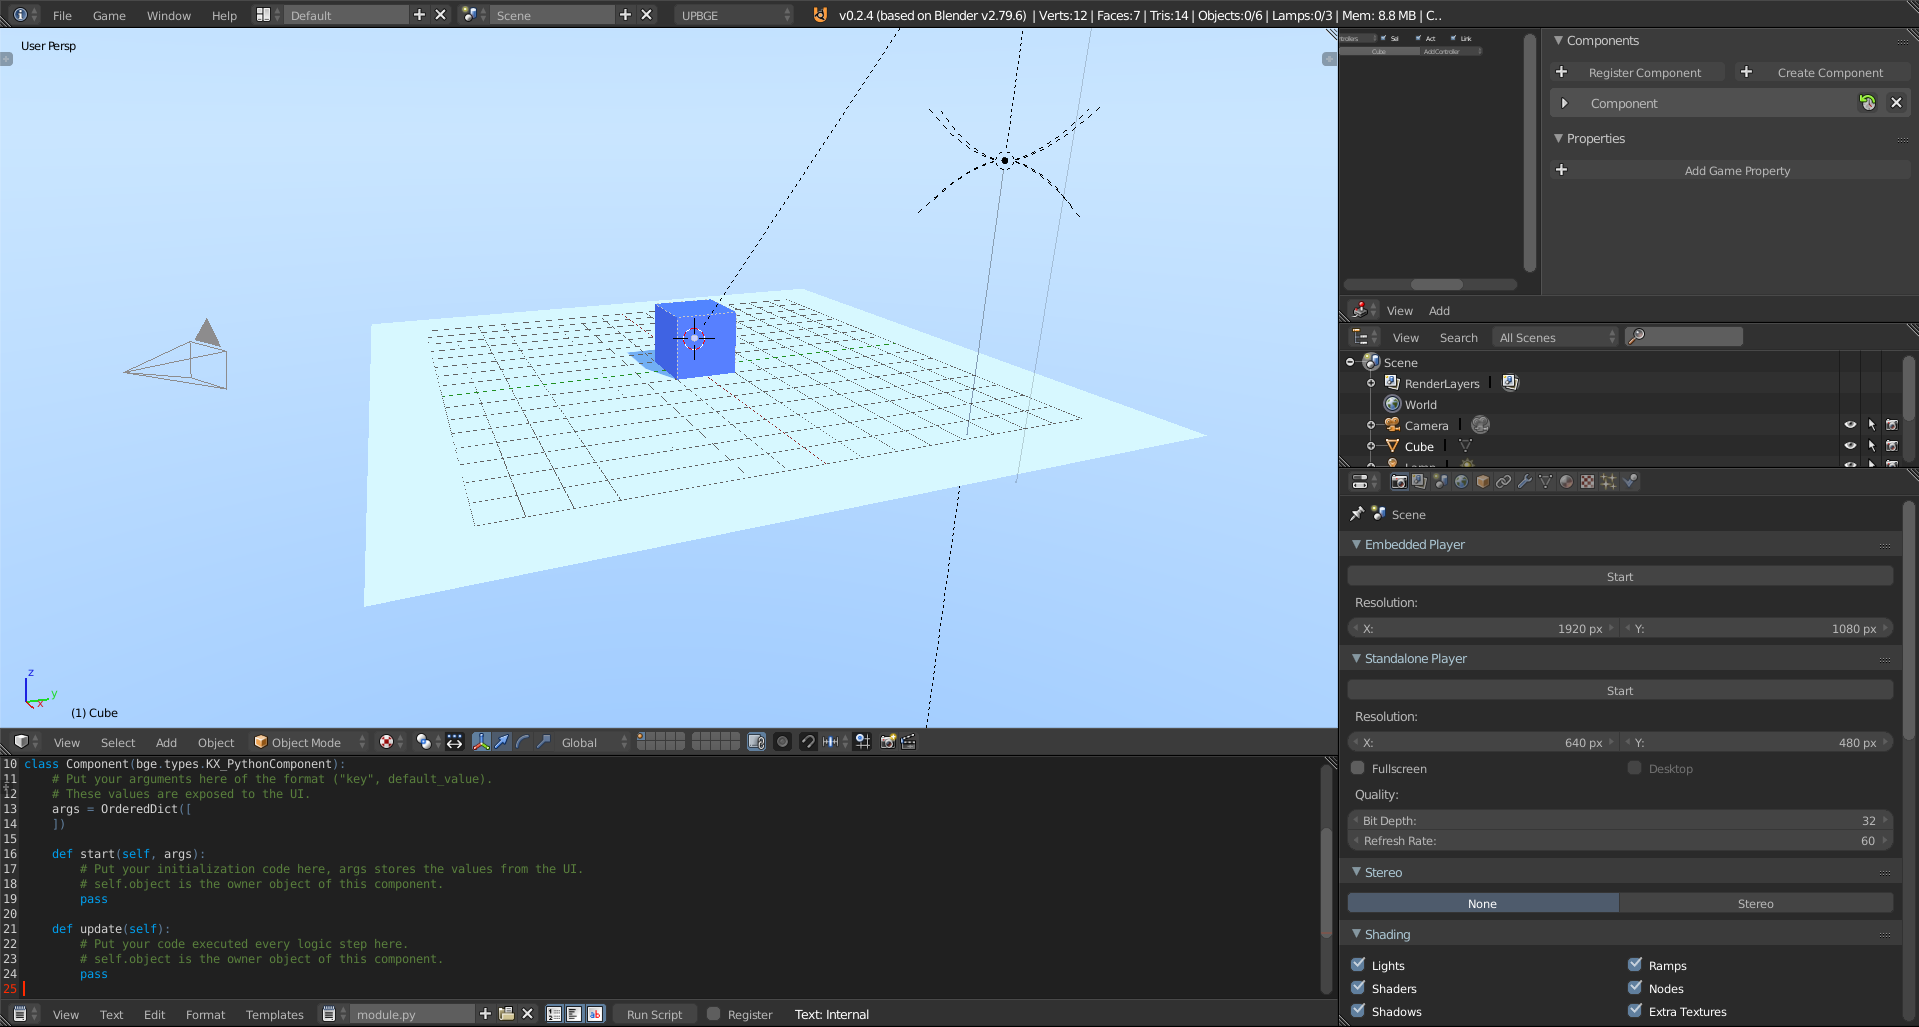 File Game Window Help Default Scene UPBGE v0.2.4 (based on Blender v2.79.6) | Verts:12 | Faces:7 | Tris:14 | Objects:0/6 | Lamps:0/3 | Mem: 8.8 MB | C..
User Persp
z
y
x
(1) Cube
View Select Add Object Object Mode Global
10 class Component(bge.types.KX_PythonComponent):
11 # Put your arguments here of the format ("key", default_value).
12 # These values are exposed to the UI.
13 args = OrderedDict([
14 ])
15
16 def start(self, args):
17 # Put your initialization code here, args stores the values from the UI.
18 # self.object is the owner object of this component.
19 pass
20
21 def update(self):
22 # Put your code executed every logic step here.
23 # self.object is the owner object of this component.
24 pass
25
View Text Edit Format Templates module.py Run Script Register Text: Internal
Sel Act Link
Cube AddController
Components
Register Component Create Component
Component
Properties
Add Game Property
View Add
View Search All Scenes
Scene
RenderLayers
World
Camera
Cube
Scene
Embedded Player
Start
Resolution:
X: 1920 px Y: 1080 px
Standalone Player
Start
Resolution:
X: 640 px Y: 480 px
Fullscreen Desktop
Quality:
Bit Depth: 32
Refresh Rate: 60
Stereo
None Stereo
Shading
Lights Ramps
Shaders Nodes
Shadows Extra Textures